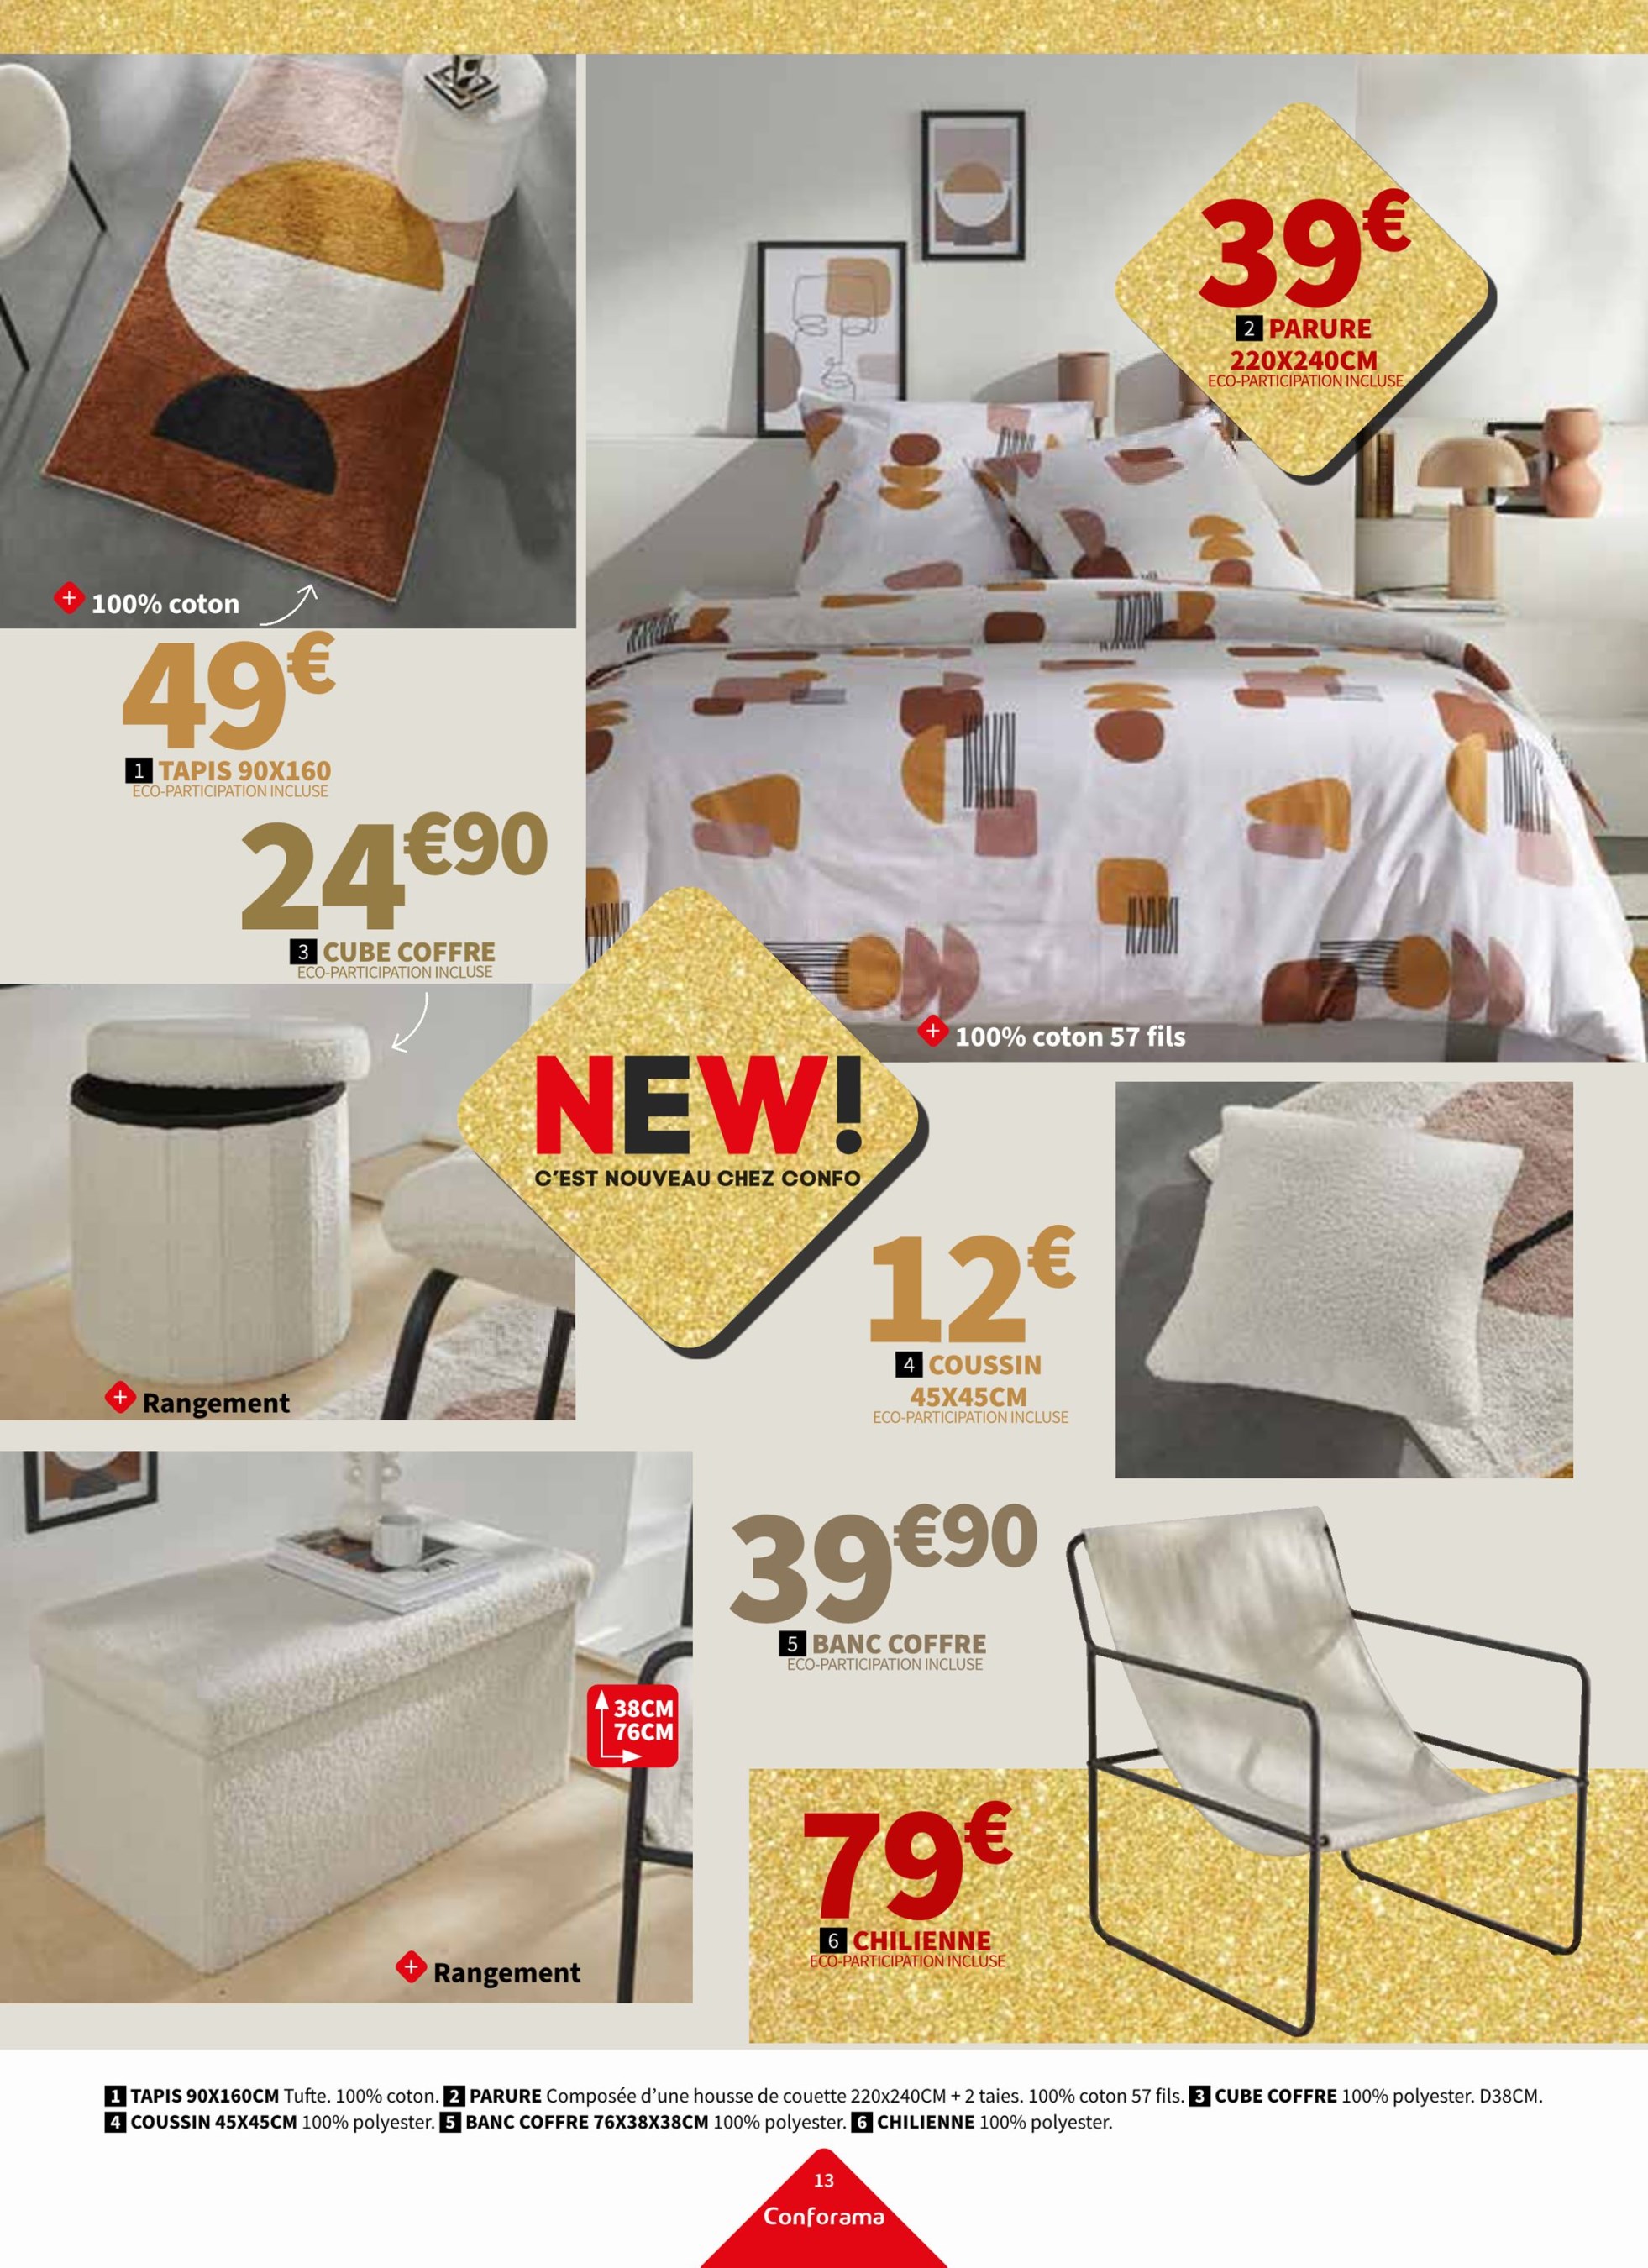 39€
2 PARURE
220X240CM
ECO-PARTICIPATION INCLUSE
+ 100% coton
49€
1 TAPIS 90X160
ECO-PARTICIPATION INCLUSE
24€90
3 CUBE COFFRE
ECO-PARTICIPATION INCLUSE
+ 100% coton 57 fils
NEW!
C'EST NOUVEAU CHEZ CONFO
12€
4 COUSSIN
45X45CM
ECO-PARTICIPATION INCLUSE
+ Rangement
39€90
5 BANC COFFRE
ECO-PARTICIPATION INCLUSE
38CM
76CM
79€
6 CHILIENNE
ECO-PARTICIPATION INCLUSE
+ Rangement
1 TAPIS 90X160CM Tufte. 100% coton. 2 PARURE Composée d'une housse de couette 220x240CM + 2 taies. 100% coton 57 fils. 3 CUBE COFFRE 100% polyester. D38CM.
4 COUSSIN 45X45CM 100% polyester. 5 BANC COFFRE 76X38X38CM 100% polyester. 6 CHILIENNE 100% polyester.
13
Conforama